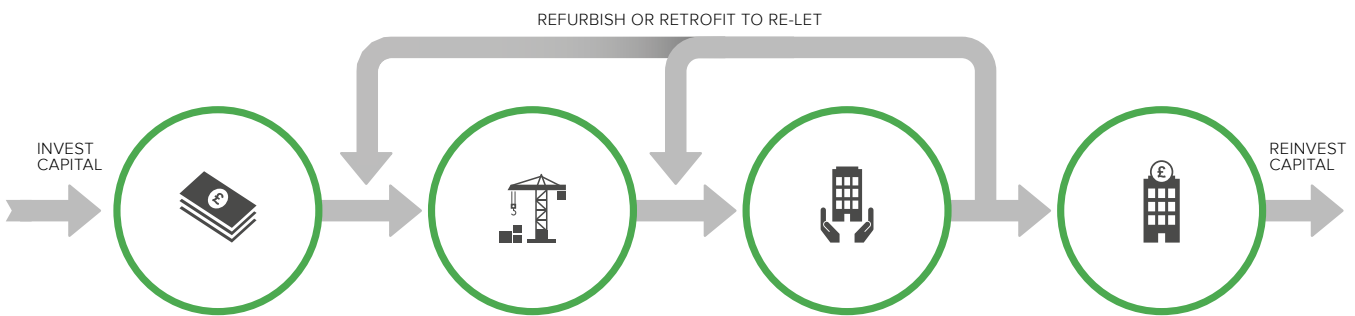 REFURBISH OR RETROFIT TO RE-LET
INVEST
CAPITAL
£
£
REINVEST
CAPITAL